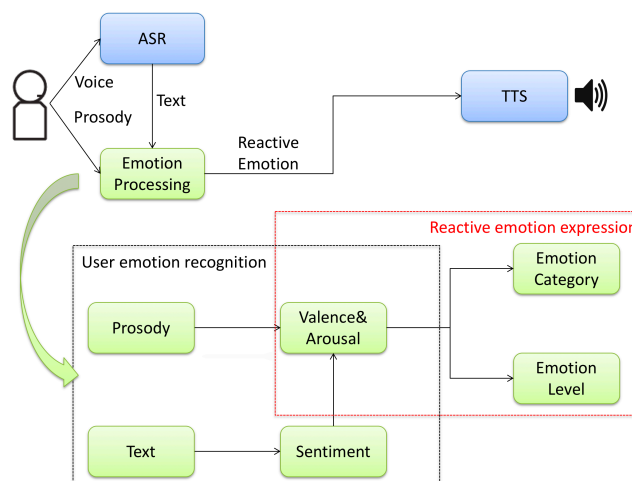 ASR
Voice
Prosody
Text
TTS
Reactive
Emotion
Emotion
Processing
Reactive emotion expression
User emotion recognition
Emotion
Category
Prosody
Valence&
Arousal
Emotion
Level
Text
Sentiment